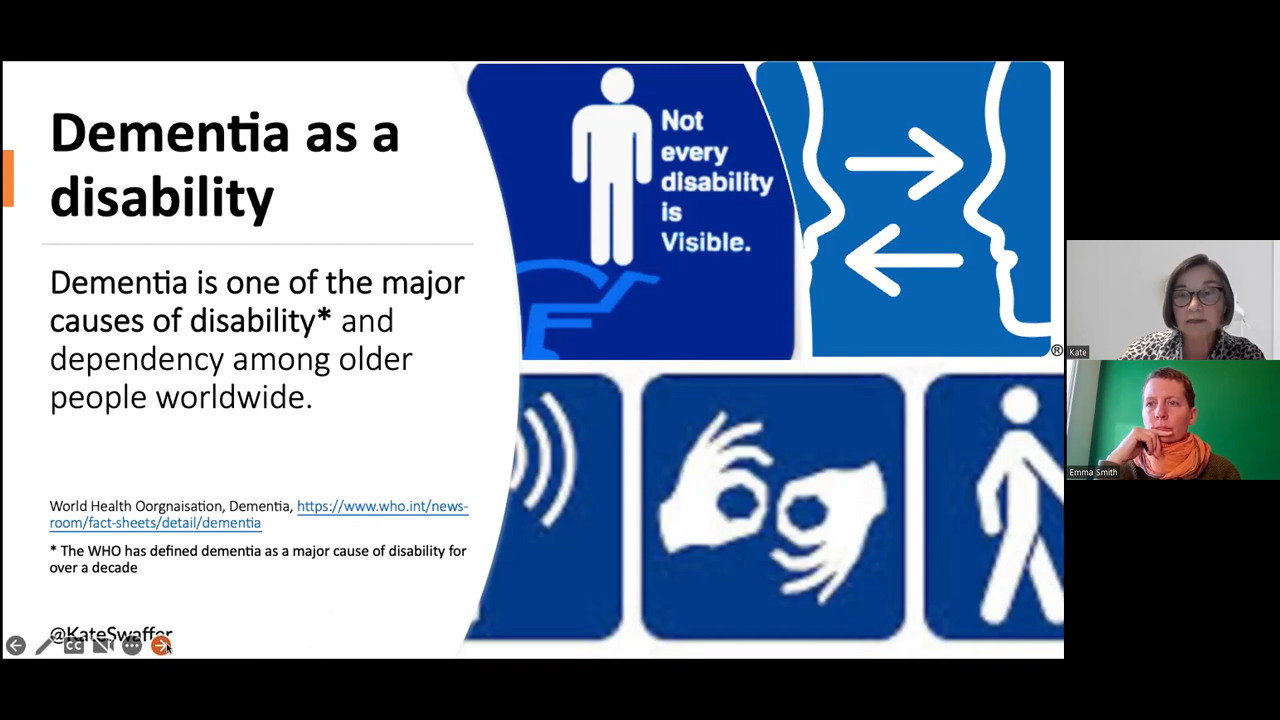 Dementia as a
disability
Dementia is one of the major
causes of disability* and
dependency among older
people worldwide.
World Health Oorgnaisation, Dementia, https://www.who.int/news-
room/fact-sheets/detail/dementia
* The WHO has defined dementia as a major cause of disability for
over a decade
@KateSwaffer
CC
Not
every
disability
is
Visible.
®
Kate
Emma Smith